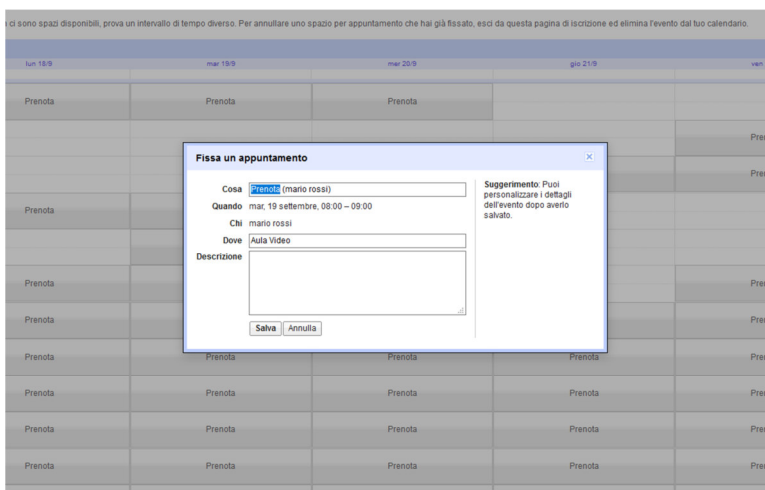 ci sono spazi disponibili, prova un intervallo di tempo diverso. Per annullare uno spazio per appuntamento che hai già fissato, esci da questa pagina di iscrizione ed elimina l'evento dal tuo calendario.
lun 18/9 mar 19/9 mer 20/9 gio 21/9 ven
Prenota Prenota Prenota
Fissa un appuntamento
Cosa Prenota (mario rossi)
Quando mar, 19 settembre, 08:00 – 09:00
Chi mario rossi
Dove Aula Video
Descrizione
Salva Annulla
Suggerimento: Puoi
personalizzare i dettagli
dell'evento dopo averlo
salvato.
Prenota
Prenota
Prenota
Prenota Prenota Prenota Prenota
Prenota Prenota Prenota Prenota
Prenota Prenota Prenota Prenota
Prenota Prenota Prenota Prenota